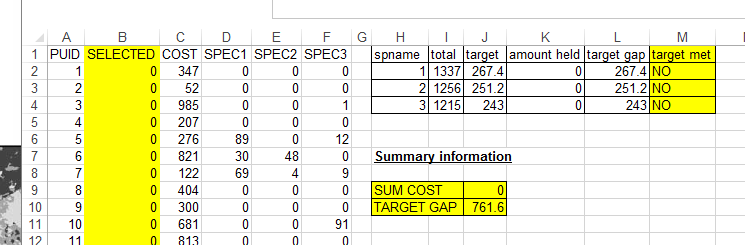 A B C D E F G H I J K L M
1 PUID SELECTED COST SPEC1 SPEC2 SPEC3 spname total target amount held target gap target met
2 1 0 347 0 0 0 1 1337 267.4 0 267.4 NO
3 2 0 52 0 0 0 2 1256 251.2 0 251.2 NO
4 3 0 985 0 0 1 3 1215 243 0 243 NO
5 4 0 207 0 0 0
6 5 0 276 89 0 12
7 6 0 821 30 48 0 Summary information
8 7 0 122 69 4 9
9 8 0 404 0 0 0 SUM COST 0
10 9 0 300 0 0 0 TARGET GAP 761.6
11 10 0 681 0 0 91
12 11 0 813 0 0 0